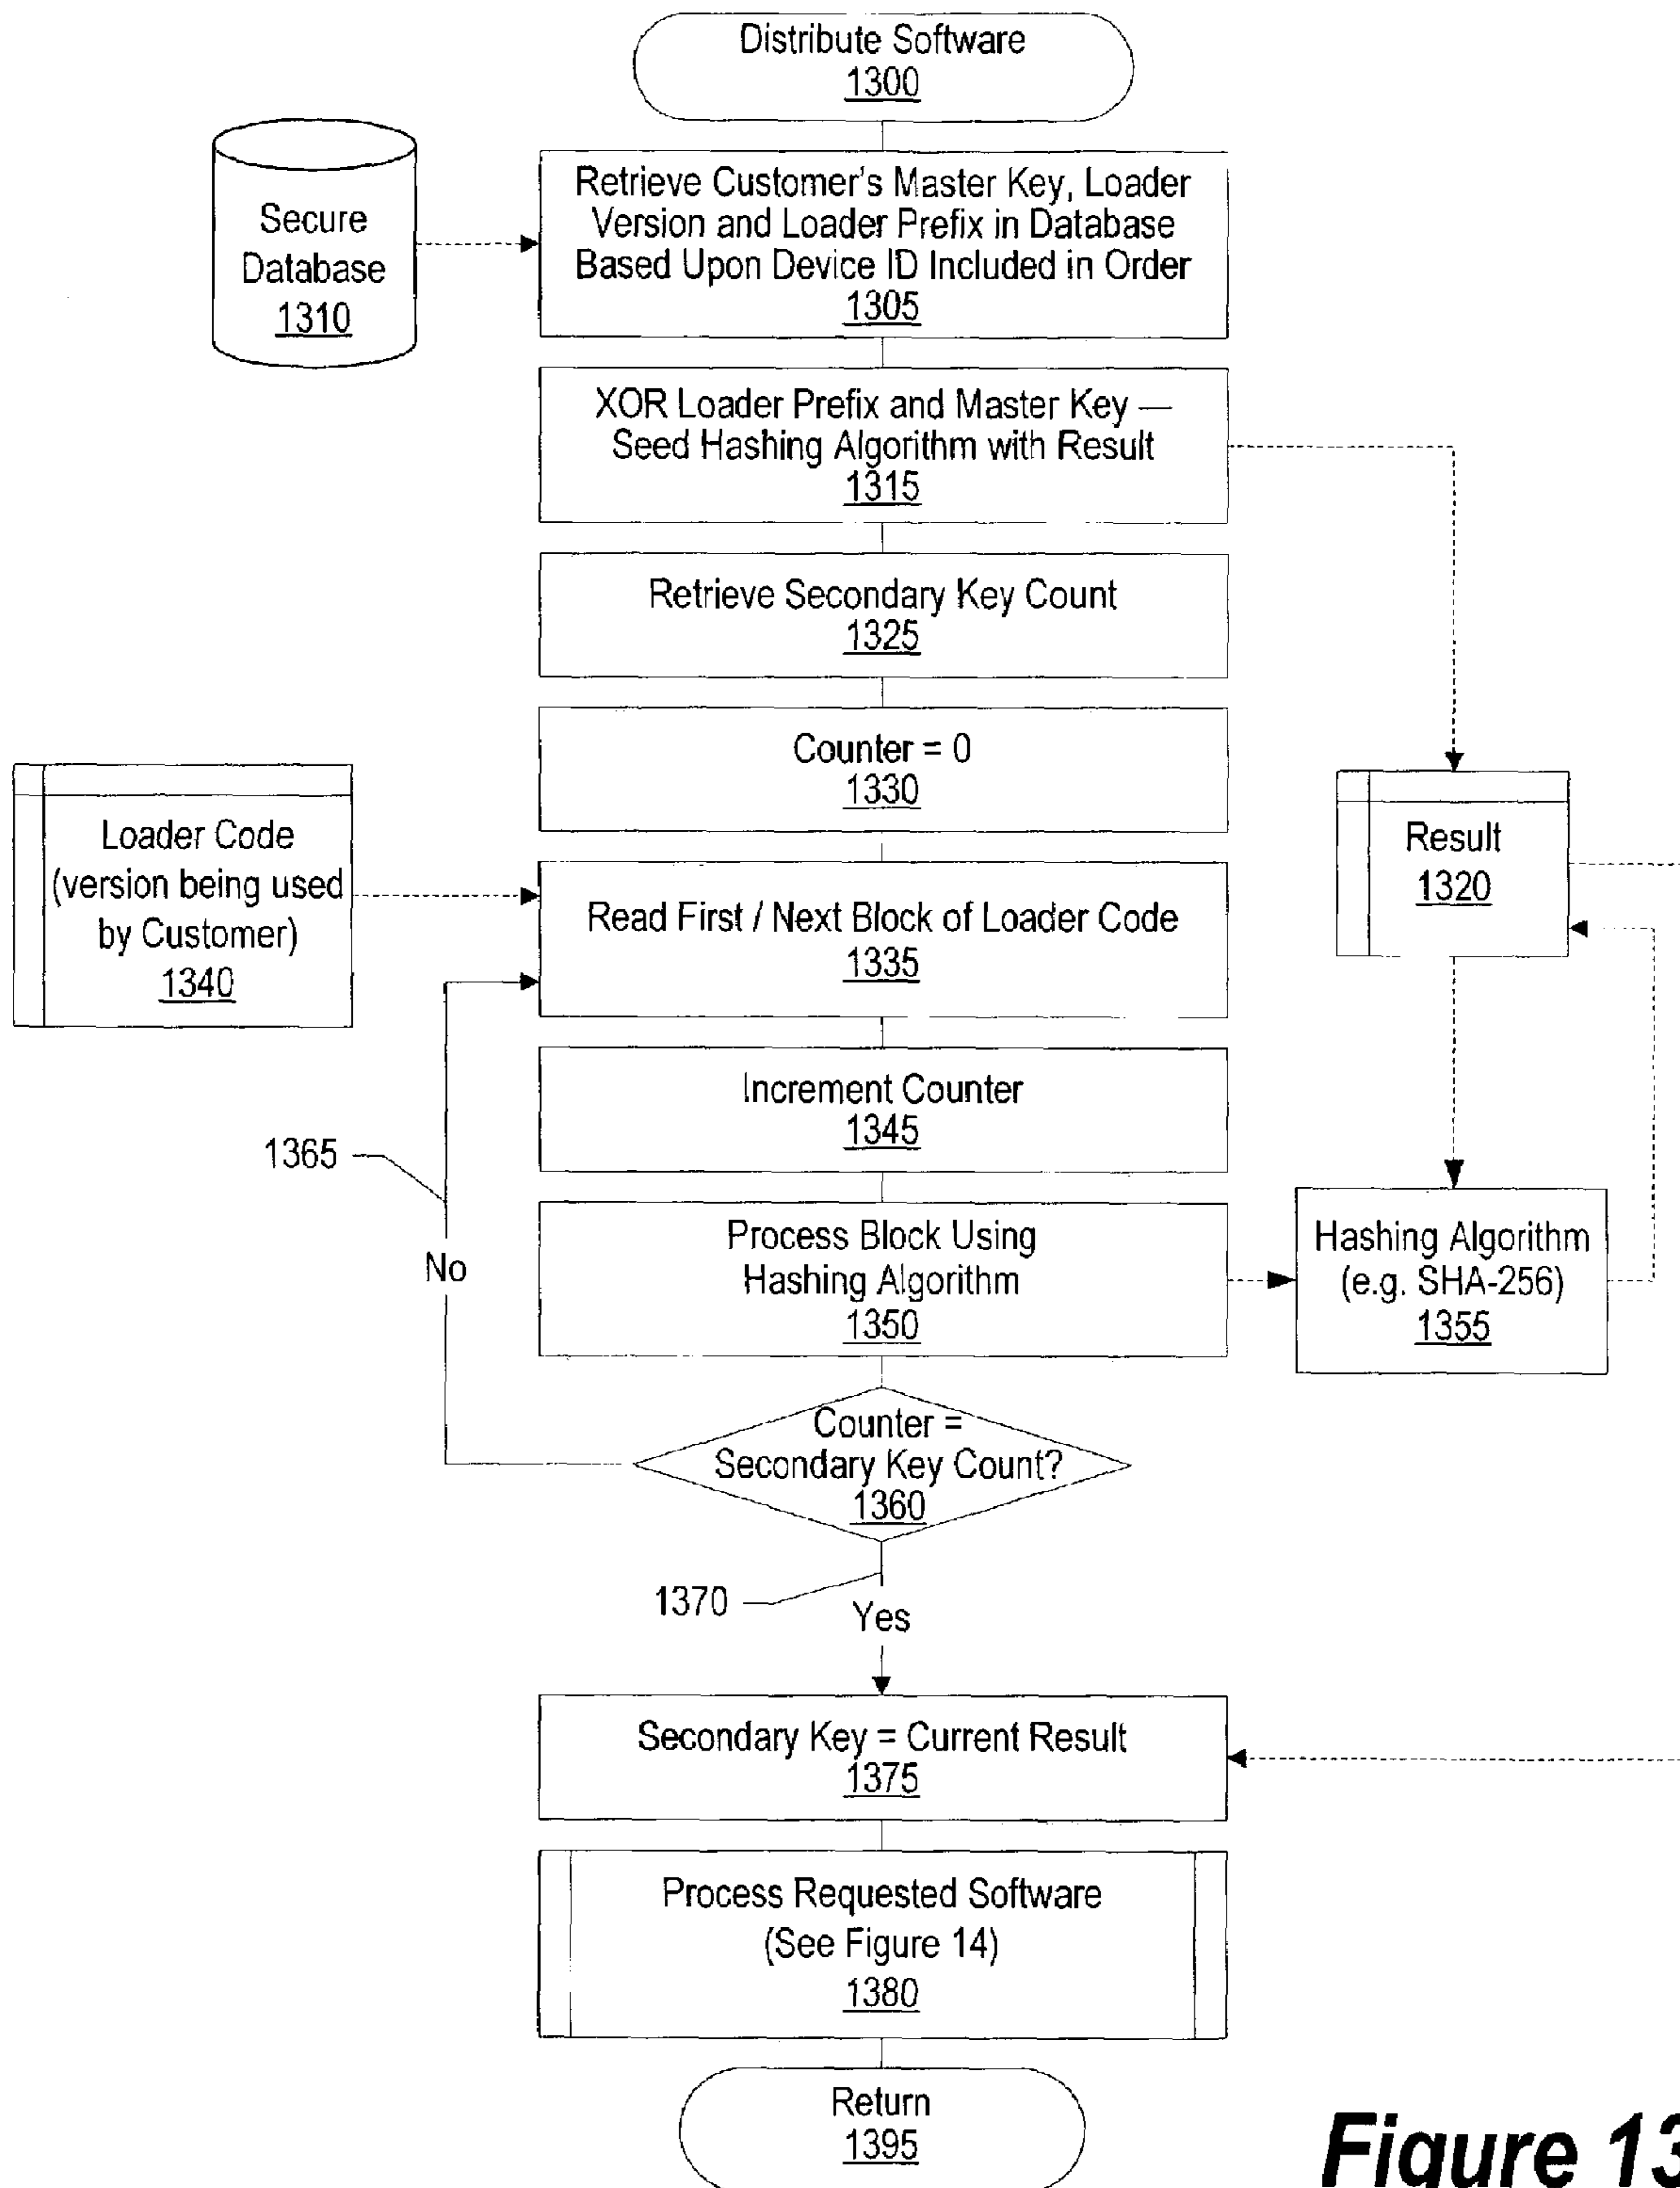 Distribute Software
1300
Secure
Database
1310
Retrieve Customer's Master Key, Loader
Version and Loader Prefix in Database
Based Upon Device ID Included in Order
1305
XOR Loader Prefix and Master Key —
Seed Hashing Algorithm with Result
1315
Retrieve Secondary Key Count
1325
Counter = 0
1330
Loader Code
(version being used
by Customer)
1340
Result
1320
Read First / Next Block of Loader Code
1335
Increment Counter
1345
1365
No
Process Block Using
Hashing Algorithm
1350
Hashing Algorithm
(e.g. SHA-256)
1355
Counter =
Secondary Key Count?
1360
1370
Yes
Secondary Key = Current Result
1375
Process Requested Software
(See Figure 14)
1380
Return
1395
Figure 13